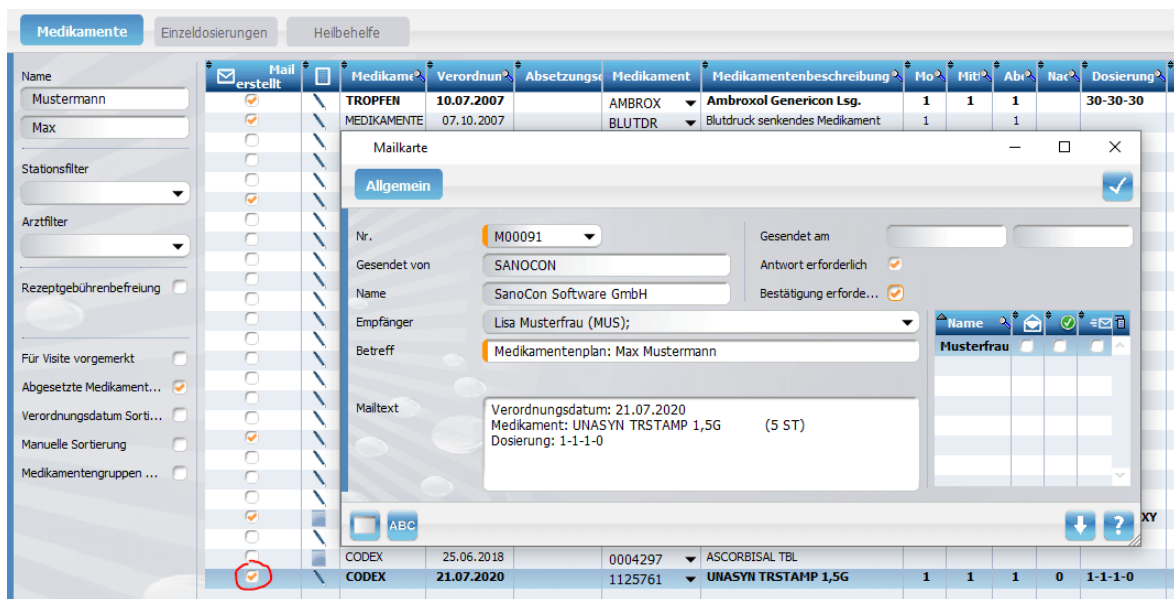 Medikamente Einzeldosierungen Heilbehelfe
Name
Mustermann
Max
Stationsfilter
Arztfilter
Rezeptgebührenbefreiung
Für Visite vorgemerkt
Abgesetzte Medikament...
Verordnungsdatum Sorti...
Manuelle Sortierung
Medikamentengruppen ...
Mail erstellt Medikame Verordnun Absetzungs Medikament Medikamentenbeschreibung Mo Mitt Abe Nac Dosierung
TROPFEN 10.07.2007 AMBROX Ambroxol Genericon Lsg. 1 1 1 30-30-30
MEDIKAMENTE 07.10.2007 BLUTDR Blutdruck senkendes Medikament 1 1
Mailkarte
Allgemein
Nr. M00091 Gesendet am
Gesendet von SANOCON Antwort erforderlich
Name SanoCon Software GmbH Bestätigung erforde...
Empfänger Lisa Musterfrau (MUS);
Betreff Medikamentenplan: Max Mustermann
Name
Musterfrau
Mailtext
Verordnungsdatum: 21.07.2020
Medikament: UNASYN TRSTAMP 1,5G (5 ST)
Dosierung: 1-1-1-0
ABC ?
XY
CODEX 25.06.2018 0004297 ASCORBISAL TBL
CODEX 21.07.2020 1125761 UNASYN TRSTAMP 1,5G 1 1 1 0 1-1-1-0